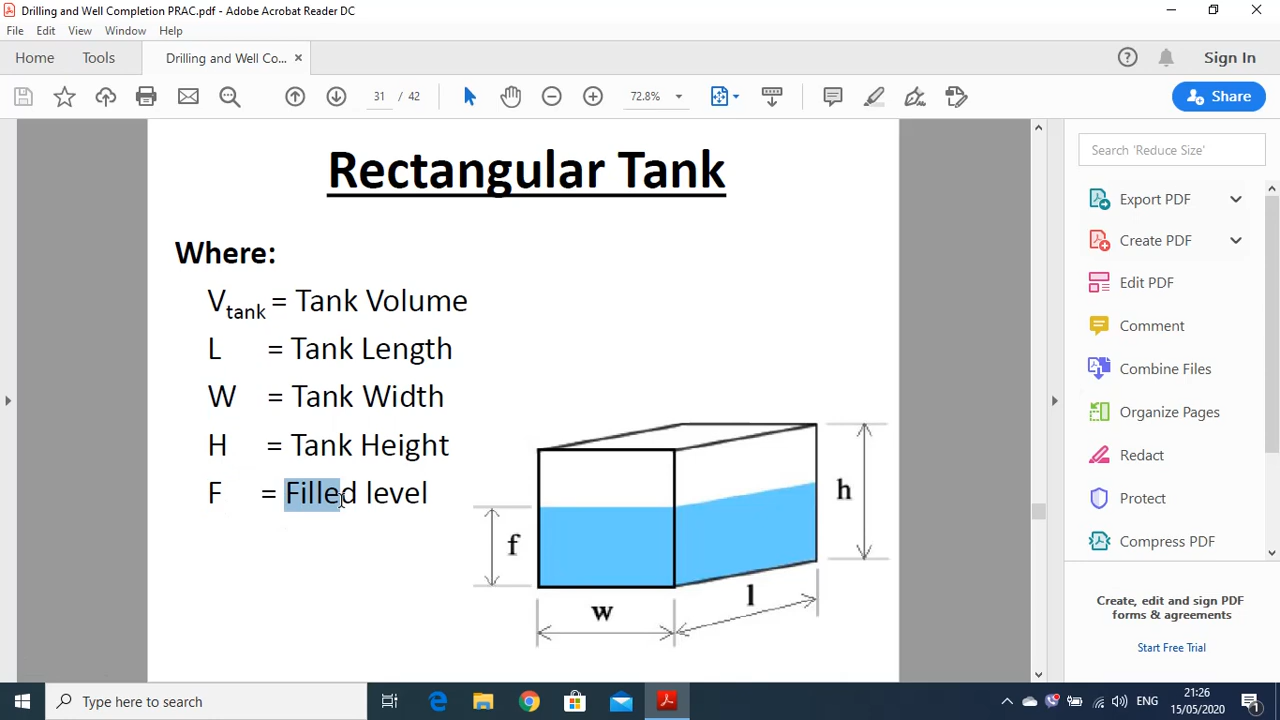 Drilling and Well Completion PRAC.pdf - Adobe Acrobat Reader DC
File Edit View Window Help
Home Tools Drilling and Well Co... × ? Sign In
31 / 42 72.8% Share
Rectangular Tank
Where:
Vtank = Tank Volume
L = Tank Length
W = Tank Width
H = Tank Height
F = Filled level
f
h
w
l
Search 'Reduce Size'
Export PDF
Create PDF
Edit PDF
Comment
Combine Files
Organize Pages
Redact
Protect
Compress PDF
Create, edit and sign PDF
forms & agreements
Start Free Trial
Type here to search
ENG
21:26
15/05/2020
1